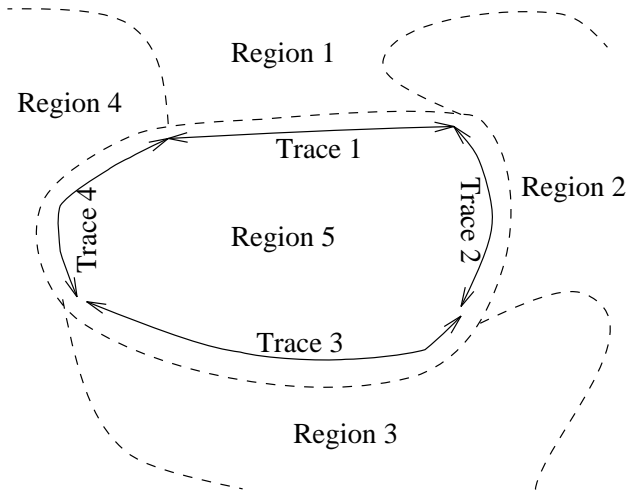 Region 1
Region 4
Trace 1
Region 2
Trace 4
Region 5
Trace 2
Trace 3
Region 3